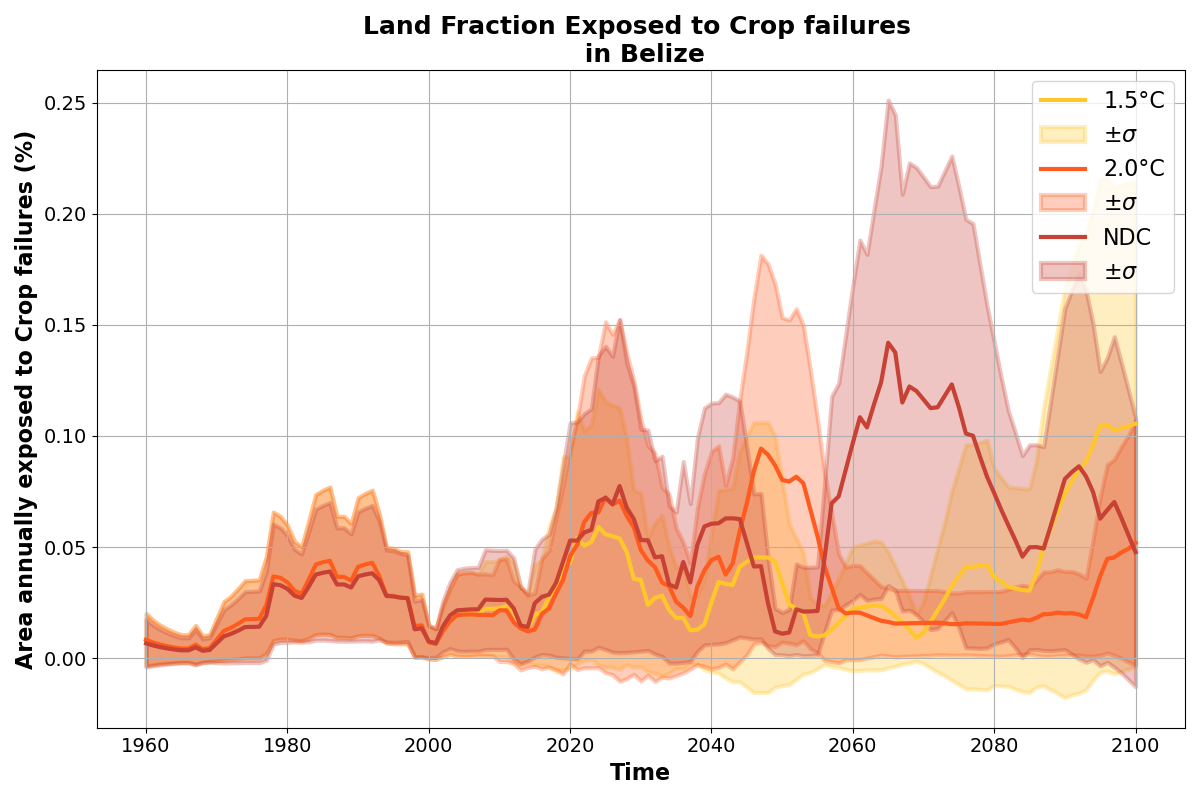 Land Fraction Exposed to Crop failures
in Belize
Area annually exposed to Crop failures (%)
0.25
0.20
0.15
0.10
0.05
0.00
1.5°C
±σ
2.0°C
±σ
NDC
±σ
1960
1980
2000
2020
2040
2060
2080
2100
Time